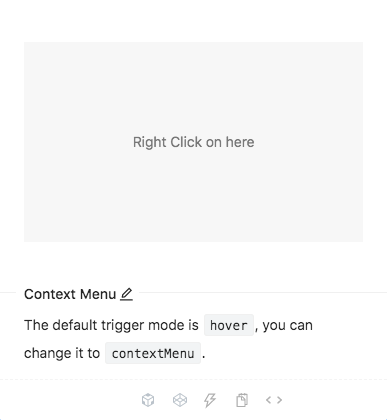 Right Click on here
Context Menu
The default trigger mode is hover, you can
change it to contextMenu.